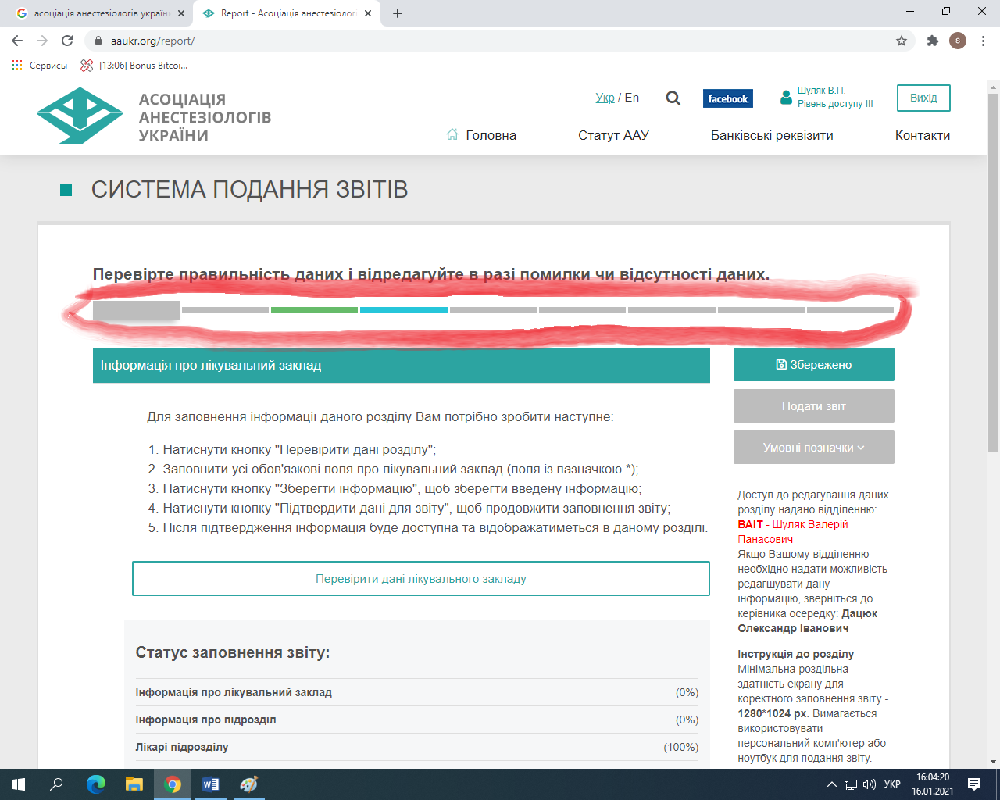 асоціація анестезіологів україн
Report - Асоціація анестезіолог
aaukr.org/report/
s
Сервисы
[13:06] Bonus Bitcoi...
АСОЦІАЦІЯ
АНЕСТЕЗІОЛОГІВ
УКРАЇНИ
Укр / En
facebook.
Шуляк В.П.
Рівень доступу III
Вихід
Головна
Статут ААУ
Банківські реквізити
Контакти
СИСТЕМА ПОДАННЯ ЗВІТІВ
Перевірте правильність даних і відредагуйте в разі помилки чи відсутності даних.
Інформація про лікувальний заклад
Збережено
Подати звіт
Умовні позначки
Для заповнення інформації даного розділу Вам потрібно зробити наступне:
1. Натиснути кнопку "Перевірити дані розділу";
2. Заповнити усі обов'язкові поля про лікувальний заклад (поля із пазначкою *);
3. Натиснути кнопку "Зберегти інформацію", щоб зберегти введену інформацію;
4. Натиснути кнопку "Підтвердити дані для звіту", щоб продовжити заповнення звіту;
5. Після підтвердження інформація буде доступна та відображатиметься в даному розділі.
Перевірити дані лікувального закладу
Статус заповнення звіту:
Інформація про лікувальний заклад (0%)
Інформація про підрозділ (0%)
Лікарі підрозділу (100%)
Доступ до редагування даних
розділу надано відділенню:
ВАІТ - Шуляк Валерій
Панасович
Якщо Вашому відділенню
необхідно надати можливість
редагшувати дану
інформацію, зверніться до
керівника осередку: Дацюк
Олександр Іванович
Інструкція до розділу
Мінімальна роздільна
здатність екрану для
коректного заповнення звіту -
1280*1024 px. Вимагається
використовувати
персональний комп'ютер або
ноутбук для подання звіту.
УКР
16:04:20
16.01.2021